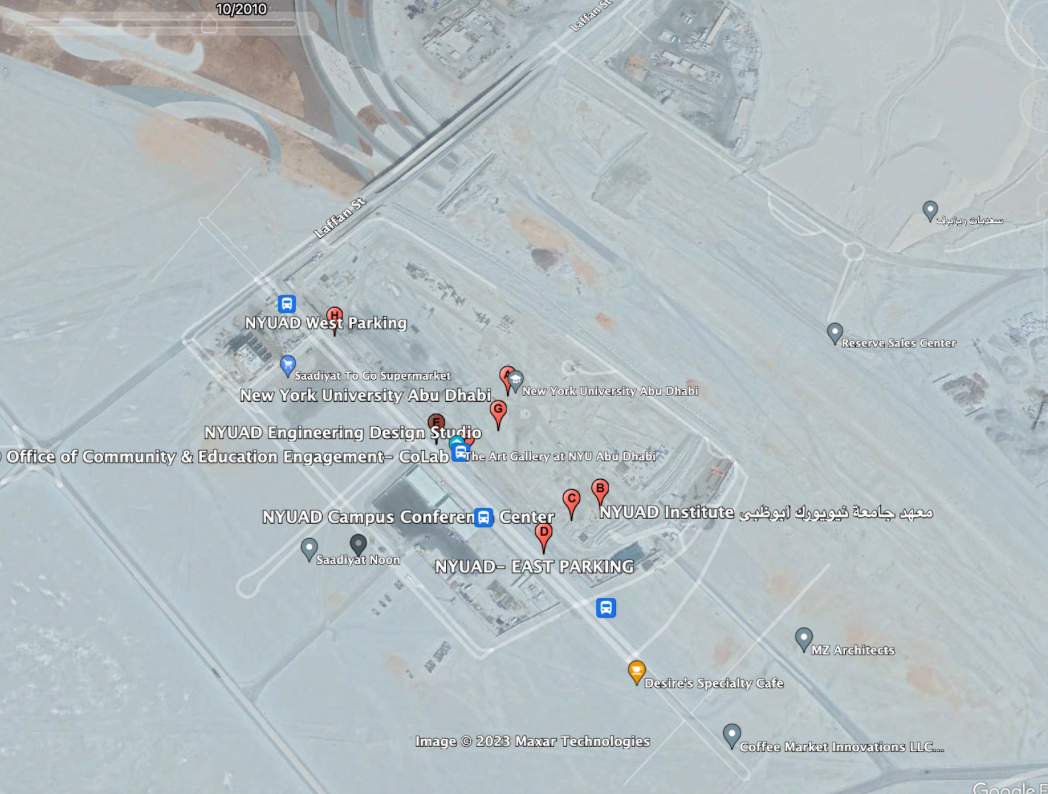 10/2010
Laffan St
Laffan St
سعديات ريزيرف
H
NYUAD West Parking
Reserve Sales Center
Saadiyat To Go Supermarket
A
New York University Abu Dhabi
New York University Abu Dhabi
G
E
NYUAD Engineering Design Studio
Office of Community & Education Engagement- CoLab
The Art Gallery at NYU Abu Dhabi
B
C
NYUAD Campus Conferen Center
NYUAD Institute معهد جامعة نيويورك ابوظبي
D
Saadiyat Noon
NYUAD- EAST PARKING
MZ Architects
Desire's Specialty Cafe
Image © 2023 Maxar Technologies
Coffee Market Innovations LLC...
Google E